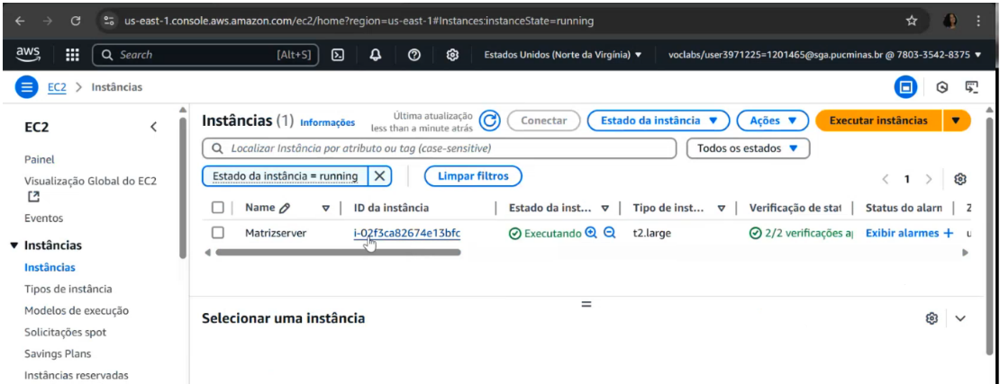 us-east-1.console.aws.amazon.com/ec2/home?region=us-east-1#Instances:instanceState=running
aws
Search [Alt+S]
Estados Unidos (Norte da Virgínia) ▼
voclabs/user3971225=1201465@sga.pucminas.br @ 7803-3542-8375 ▼
EC2 > Instâncias
EC2
Painel
Visualização Global do EC2
Eventos
▼ Instâncias
Instâncias
Tipos de instância
Modelos de execução
Solicitações spot
Savings Plans
Instâncias reservadas
Instâncias (1) Informações
Última atualização
less than a minute atrás
Conectar
Estado da instância ▼
Ações ▼
Executar instâncias ▼
Localizar Instância por atributo ou tag (case-sensitive)
Todos os estados ▼
Estado da instância = running
Limpar filtros
< 1 >
Name ID da instância Estado da inst... Tipo de inst... Verificação de stat Status do alarn Z
Matrizserver i-02f3ca82674e13bfc Executando t2.large 2/2 verificações a Exibir alarmes + u
Selecionar uma instância